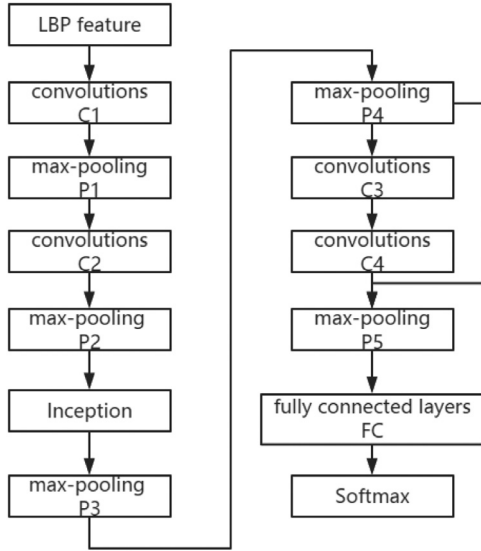 LBP feature
convolutions
C1
max-pooling
P1
convolutions
C2
max-pooling
P2
Inception
max-pooling
P3
max-pooling
P4
convolutions
C3
convolutions
C4
max-pooling
P5
fully connected layers
FC
Softmax